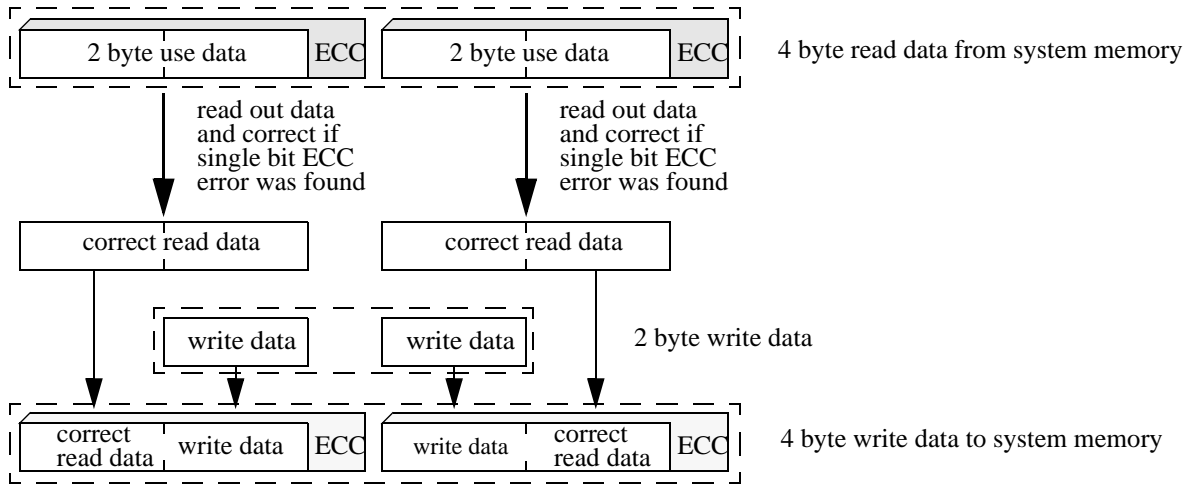 2 byte use data ECC 2 byte use data ECC 4 byte read data from system memory
read out data
and correct if
single bit ECC
error was found
read out data
and correct if
single bit ECC
error was found
correct read data correct read data
write data write data 2 byte write data
correct
read data
write data ECC write data
correct
read data
ECC 4 byte write data to system memory